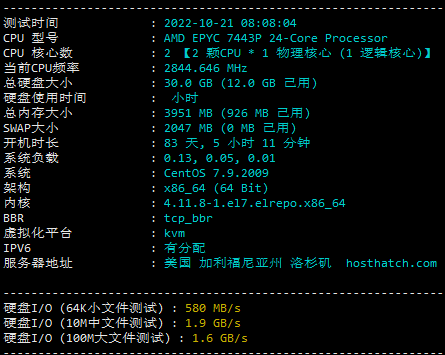 测试时间 : 2022-10-21 08:08:04
CPU 型号 : AMD EPYC 7443P 24-Core Processor
CPU 核心数 : 2 【2 颗CPU * 1 物理核心 (1 逻辑核心)】
当前CPU频率 : 2844.646 MHz
总硬盘大小 : 30.0 GB (12.0 GB 己用)
硬盘使用时间 : 小时
总内存大小 : 3951 MB (926 MB 己用)
SWAP大小 : 2047 MB (0 MB 己用)
开机时长 : 83 天, 5 小时 11 分钟
系统负载 : 0.13, 0.05, 0.01
系统 : CentOS 7.9.2009
架构 : x86_64 (64 Bit)
内核 : 4.11.8-1.el7.elrepo.x86_64
BBR : tcp_bbr
虚拟化平台 : kvm
IPV6 : 有分配
服务器地址 : 美国 加利福尼亚州 洛杉矶 hosthatch.com
硬盘I/O (64K小文件测试) : 580 MB/s
硬盘I/O (10M中文件测试) : 1.9 GB/s
硬盘I/O (100M大文件测试) : 1.6 GB/s